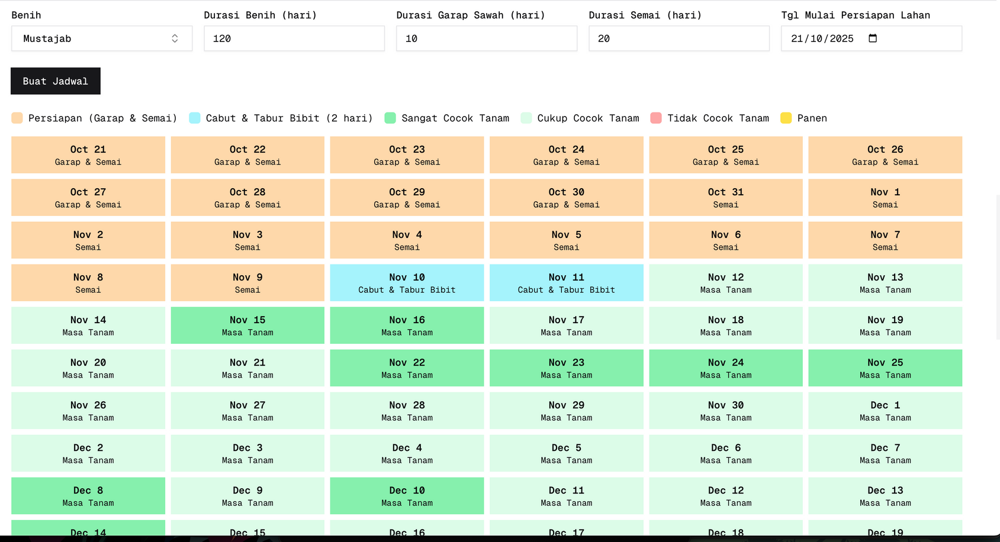 Benih Durasi Benih (hari) Durasi Garap Sawah (hari) Durasi Semai (hari) Tgl Mulai Persiapan Lahan
Mustajab 120 10 20 21/10/2025
Buat Jadwal
Persiapan (Garap & Semai) Cabut & Tabur Bibit (2 hari) Sangat Cocok Tanam Cukup Cocok Tanam Tidak Cocok Tanam Panen
Oct 21 Oct 22 Oct 23 Oct 24 Oct 25 Oct 26
Garap & Semai Garap & Semai Garap & Semai Garap & Semai Garap & Semai Garap & Semai
Oct 27 Oct 28 Oct 29 Oct 30 Oct 31 Nov 1
Garap & Semai Garap & Semai Garap & Semai Garap & Semai Semai Semai
Nov 2 Nov 3 Nov 4 Nov 5 Nov 6 Nov 7
Semai Semai Semai Semai Semai Semai
Nov 8 Nov 9 Nov 10 Nov 11 Nov 12 Nov 13
Semai Semai Cabut & Tabur Bibit Cabut & Tabur Bibit Masa Tanam Masa Tanam
Nov 14 Nov 15 Nov 16 Nov 17 Nov 18 Nov 19
Masa Tanam Masa Tanam Masa Tanam Masa Tanam Masa Tanam Masa Tanam
Nov 20 Nov 21 Nov 22 Nov 23 Nov 24 Nov 25
Masa Tanam Masa Tanam Masa Tanam Masa Tanam Masa Tanam Masa Tanam
Nov 26 Nov 27 Nov 28 Nov 29 Nov 30 Dec 1
Masa Tanam Masa Tanam Masa Tanam Masa Tanam Masa Tanam Masa Tanam
Dec 2 Dec 3 Dec 4 Dec 5 Dec 6 Dec 7
Masa Tanam Masa Tanam Masa Tanam Masa Tanam Masa Tanam Masa Tanam
Dec 8 Dec 9 Dec 10 Dec 11 Dec 12 Dec 13
Masa Tanam Masa Tanam Masa Tanam Masa Tanam Masa Tanam Masa Tanam
Dec 14 Dec 15 Dec 16 Dec 17 Dec 18 Dec 19